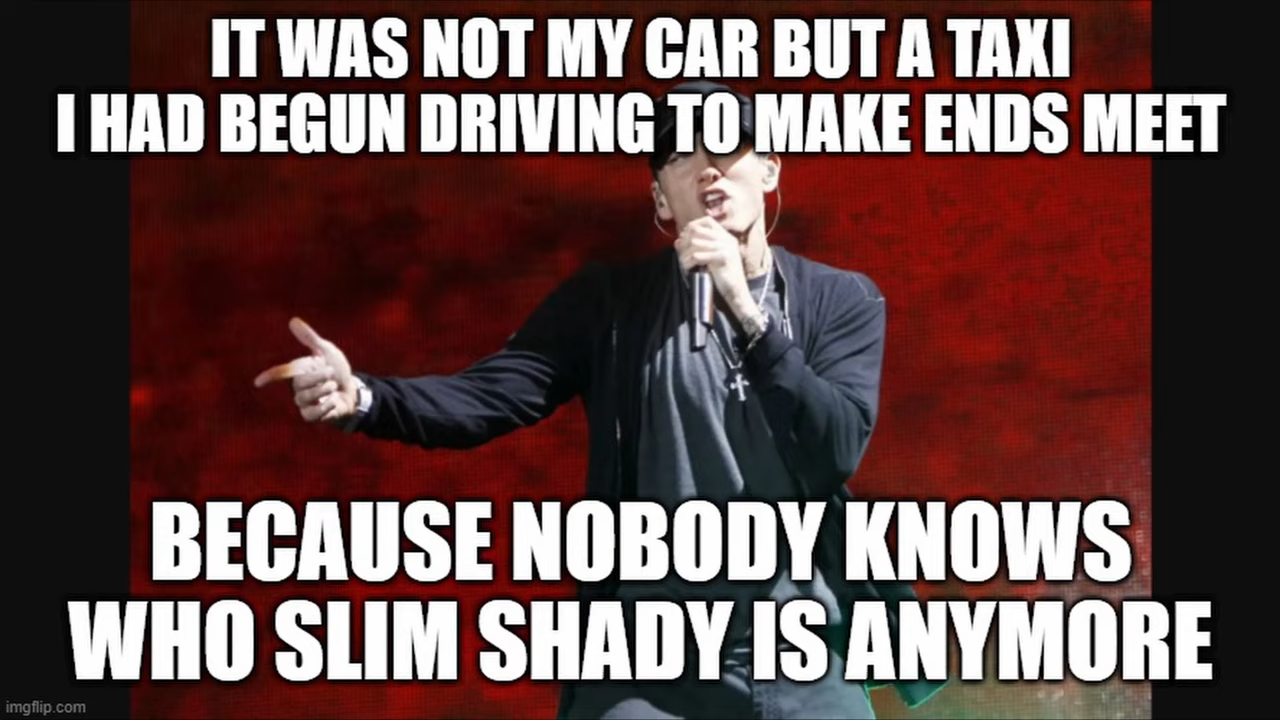 IT WAS NOT MY CAR BUT A TAXI
I HAD BEGUN DRIVING TO MAKE ENDS MEET
BECAUSE NOBODY KNOWS
WHO SLIM SHADY IS ANYMORE
imgflip.com